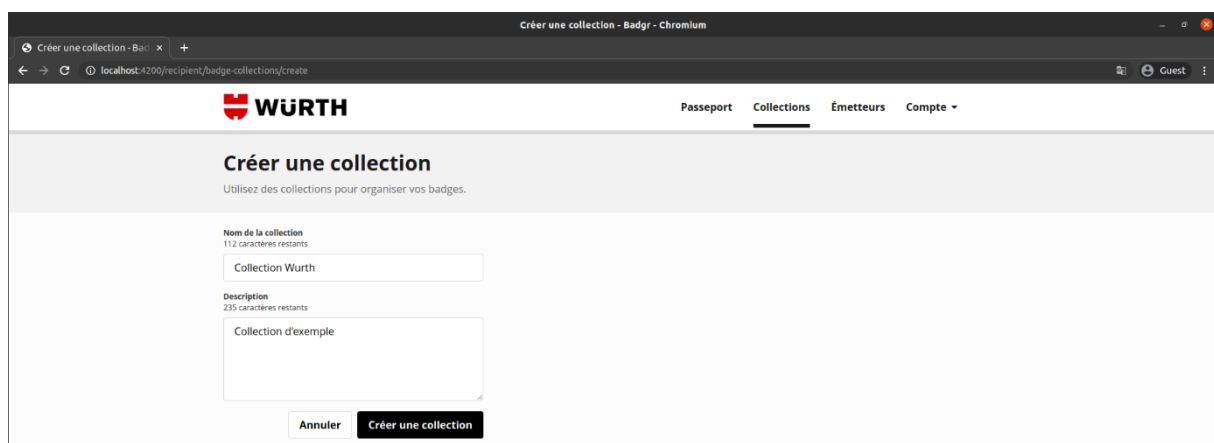 Créer une collection - Badgr - Chromium
Créer une collection - Bad
localhost:4200/recipient/badge-collections/create
Guest
WÜRTH
Passeport Collections Émetteurs Compte
Créer une collection
Utilisez des collections pour organiser vos badges.
Nom de la collection
112 caractères restants
Collection Wurth
Description
235 caractères restants
Collection d'exemple
Annuler Créer une collection